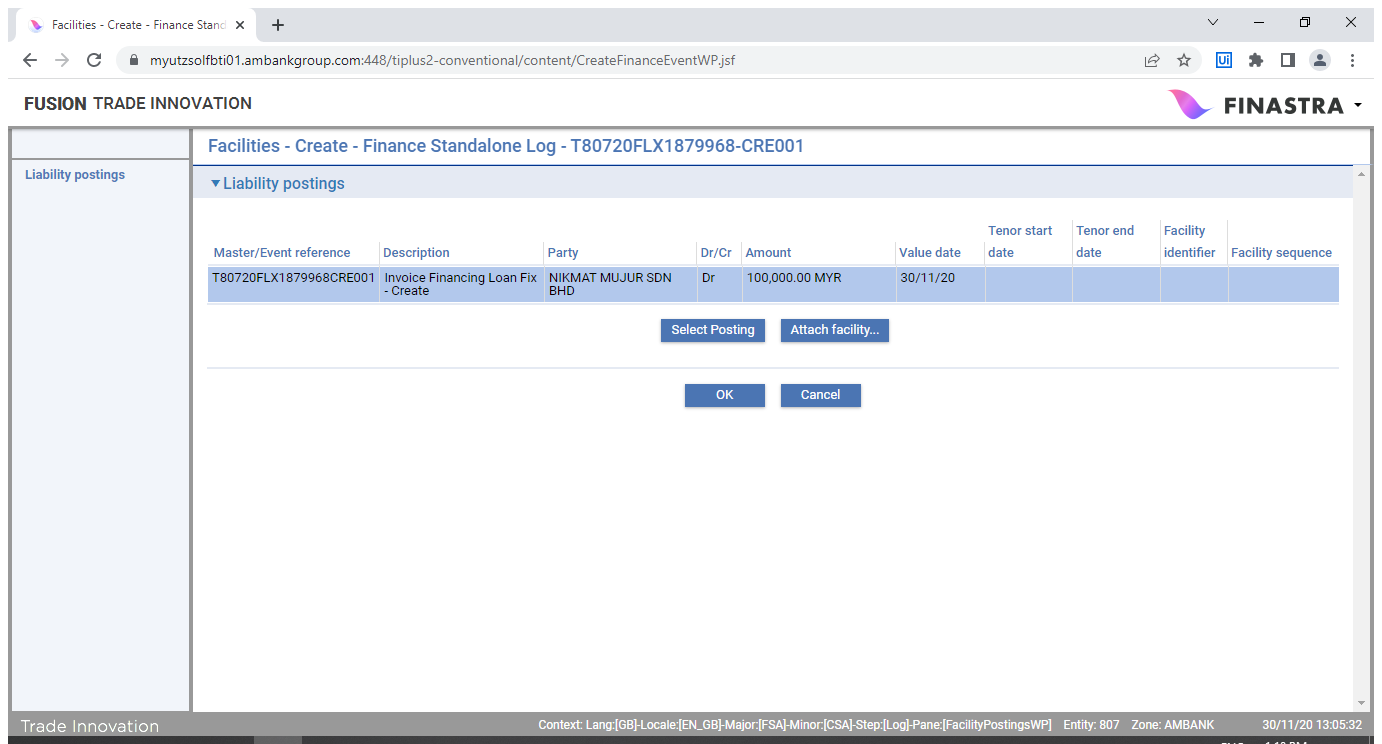 Facilities - Create - Finance Stand
myutzsolfbti01.ambankgroup.com:448/tiplus2-conventional/content/CreateFinanceEventWP.jsf
Ui
FUSION TRADE INNOVATION
FINASTRA
Facilities - Create - Finance Standalone Log - T80720FLX1879968-CRE001
Liability postings
Liability postings
Master/Event reference Description Party Dr/Cr Amount Value date Tenor start date Tenor end date Facility identifier Facility sequence
T80720FLX1879968CRE001 Invoice Financing Loan Fix - Create NIKMAT MUJUR SDN BHD Dr 100,000.00 MYR 30/11/20
Select Posting Attach facility...
OK Cancel
Trade Innovation Context: Lang:[GB]-Locale:[EN_GB]-Major:[FSA]-Minor:[CSA]-Step:[Log]-Pane:[FacilityPostingsWP] Entity: 807 Zone: AMBANK 30/11/20 13:05:32